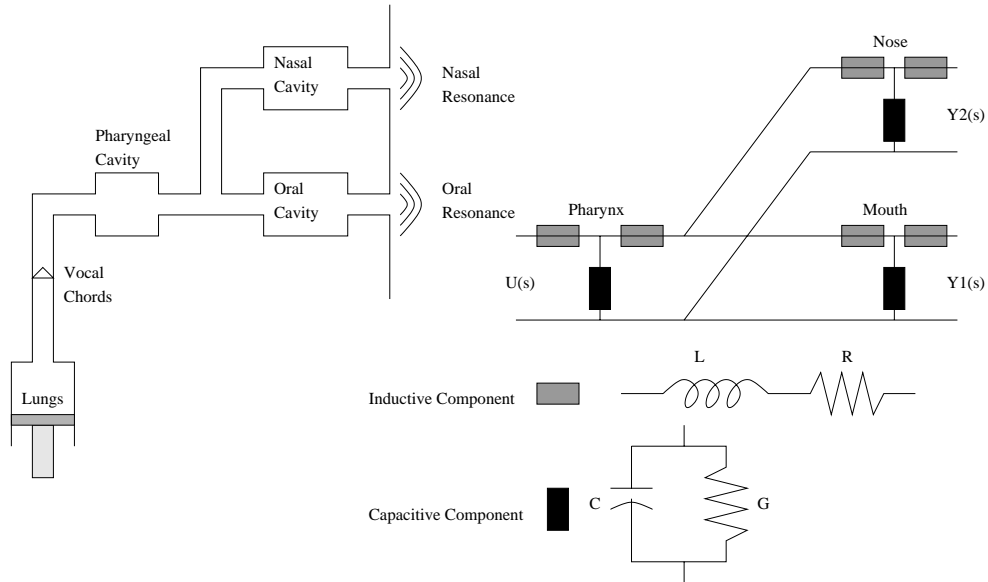 Nasal
Cavity
Nasal
Resonance
Pharyngeal
Cavity
Oral
Cavity
Oral
Resonance
Vocal
Chords
Lungs
Nose
Y2(s)
Pharynx
Mouth
U(s)
Y1(s)
L
R
Inductive Component
C
G
Capacitive Component